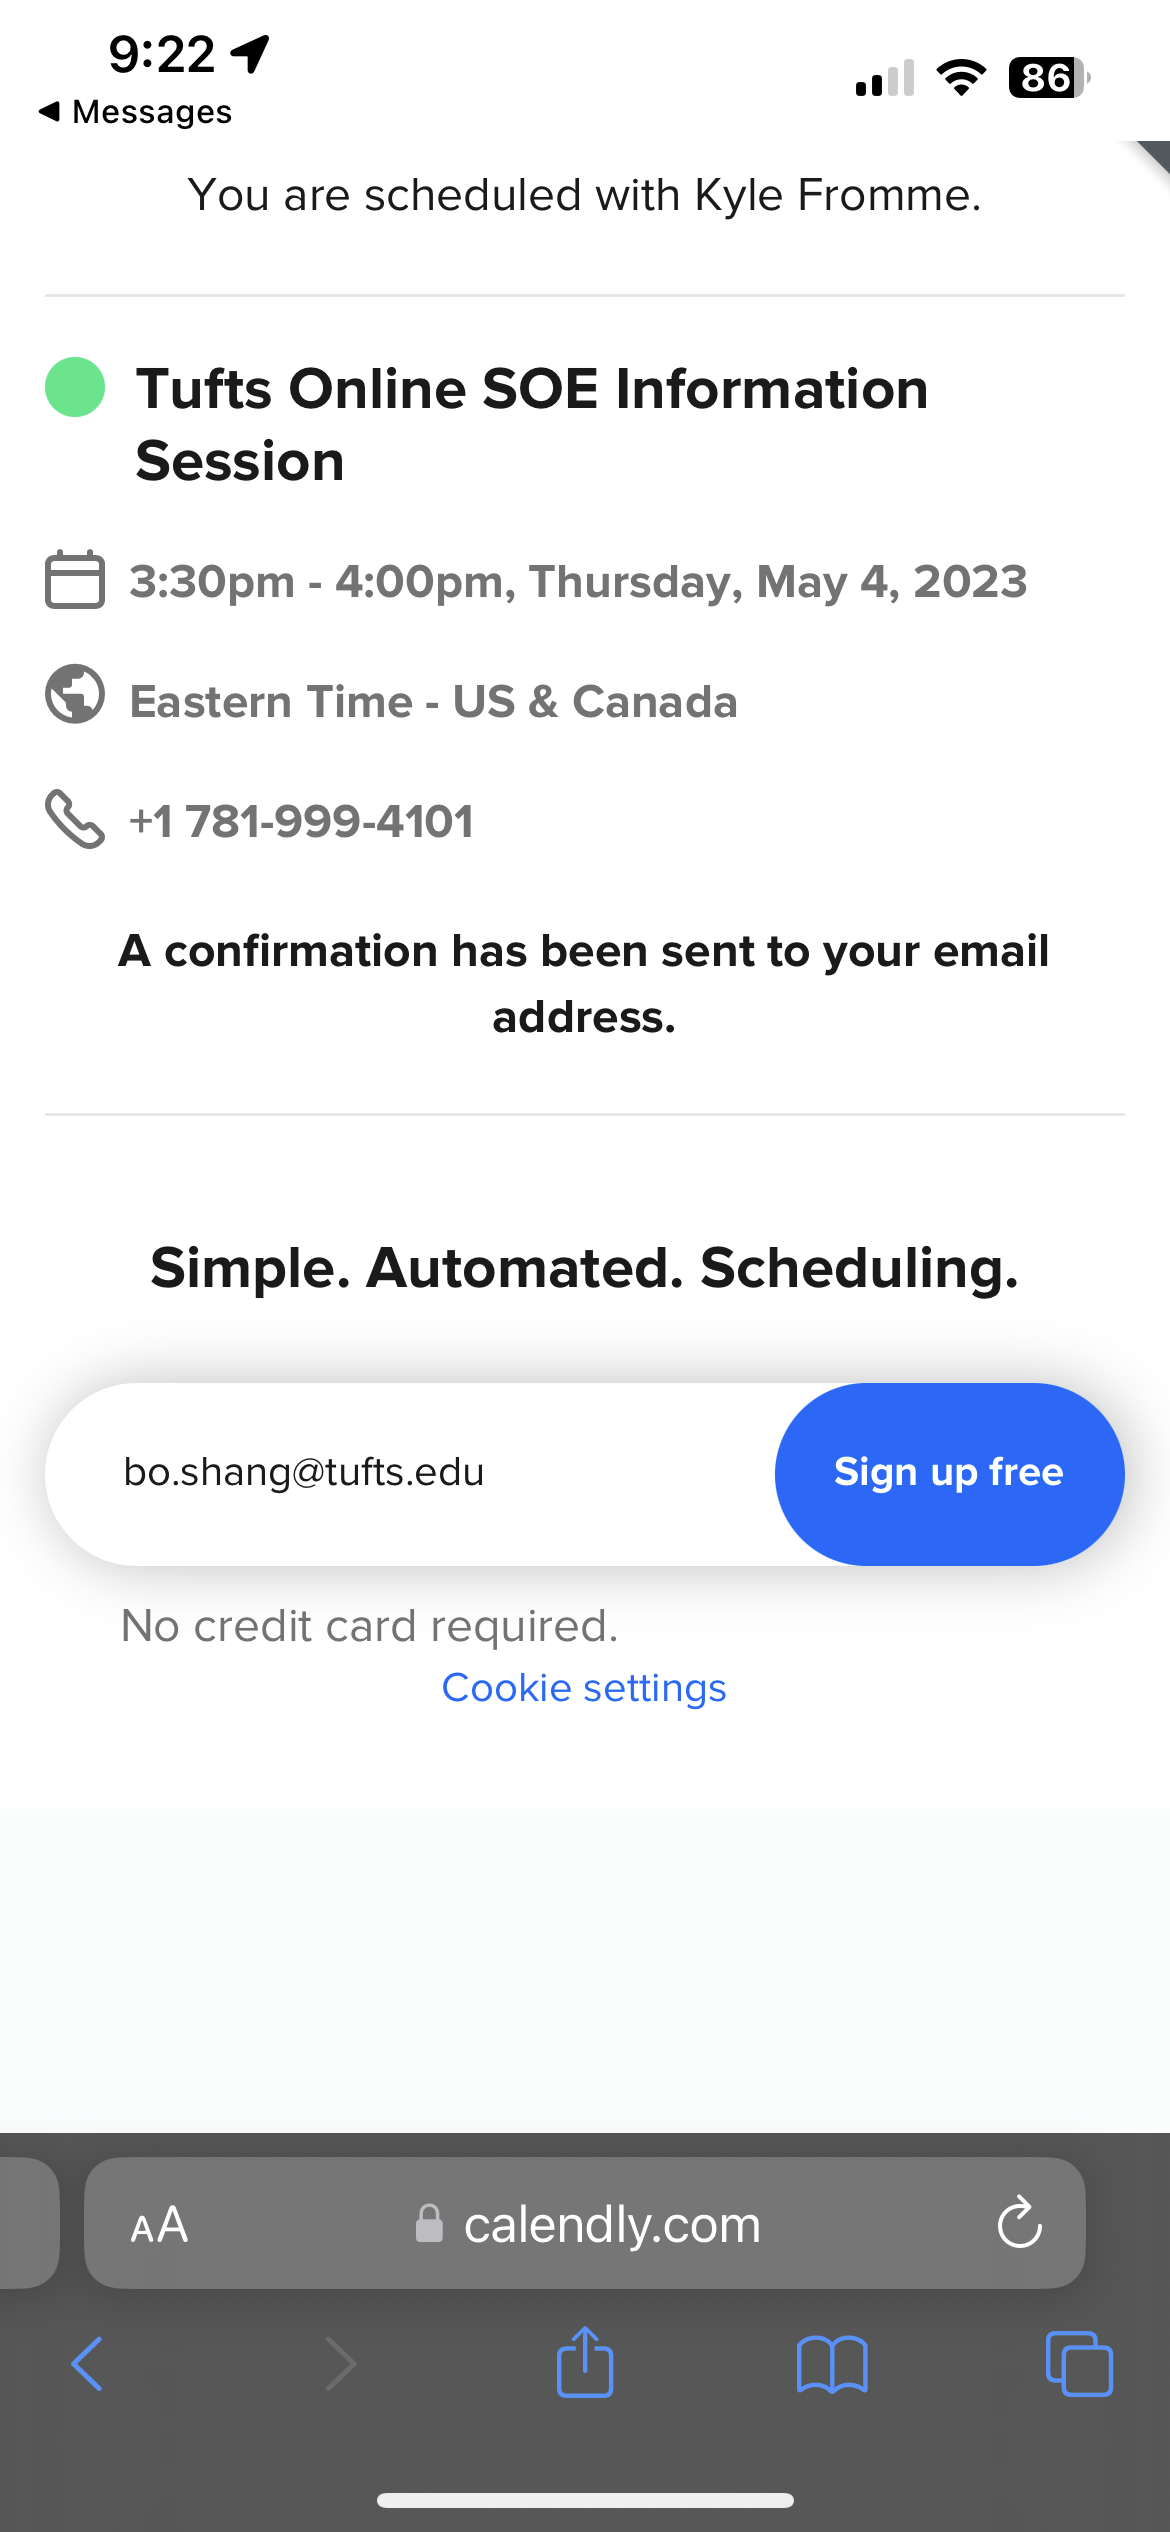 9:22
86
Messages
You are scheduled with Kyle Fromme.
Tufts Online SOE Information
Session
3:30pm - 4:00pm, Thursday, May 4, 2023
Eastern Time - US & Canada
+1 781-999-4101
A confirmation has been sent to your email
address.
Simple. Automated. Scheduling.
bo.shang@tufts.edu
Sign up free
No credit card required.
Cookie settings
AA
calendly.com